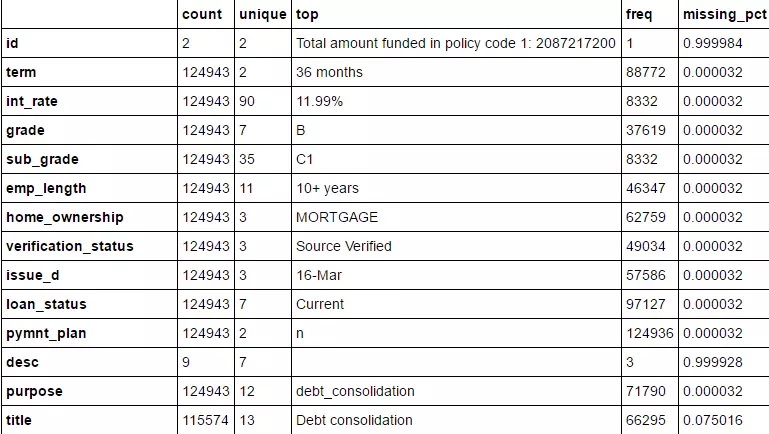 count unique top freq missing_pct
id 2 2 Total amount funded in policy code 1: 2087217200 1 0.999984
term 124943 2 36 months 88772 0.000032
int_rate 124943 90 11.99% 8332 0.000032
grade 124943 7 B 37619 0.000032
sub_grade 124943 35 C1 8332 0.000032
emp_length 124943 11 10+ years 46347 0.000032
home_ownership 124943 3 MORTGAGE 62759 0.000032
verification_status 124943 3 Source Verified 49034 0.000032
issue_d 124943 3 16-Mar 57586 0.000032
loan_status 124943 7 Current 97127 0.000032
pymnt_plan 124943 2 n 124936 0.000032
desc 9 7 3 0.999928
purpose 124943 12 debt_consolidation 71790 0.000032
title 115574 13 Debt consolidation 66295 0.075016